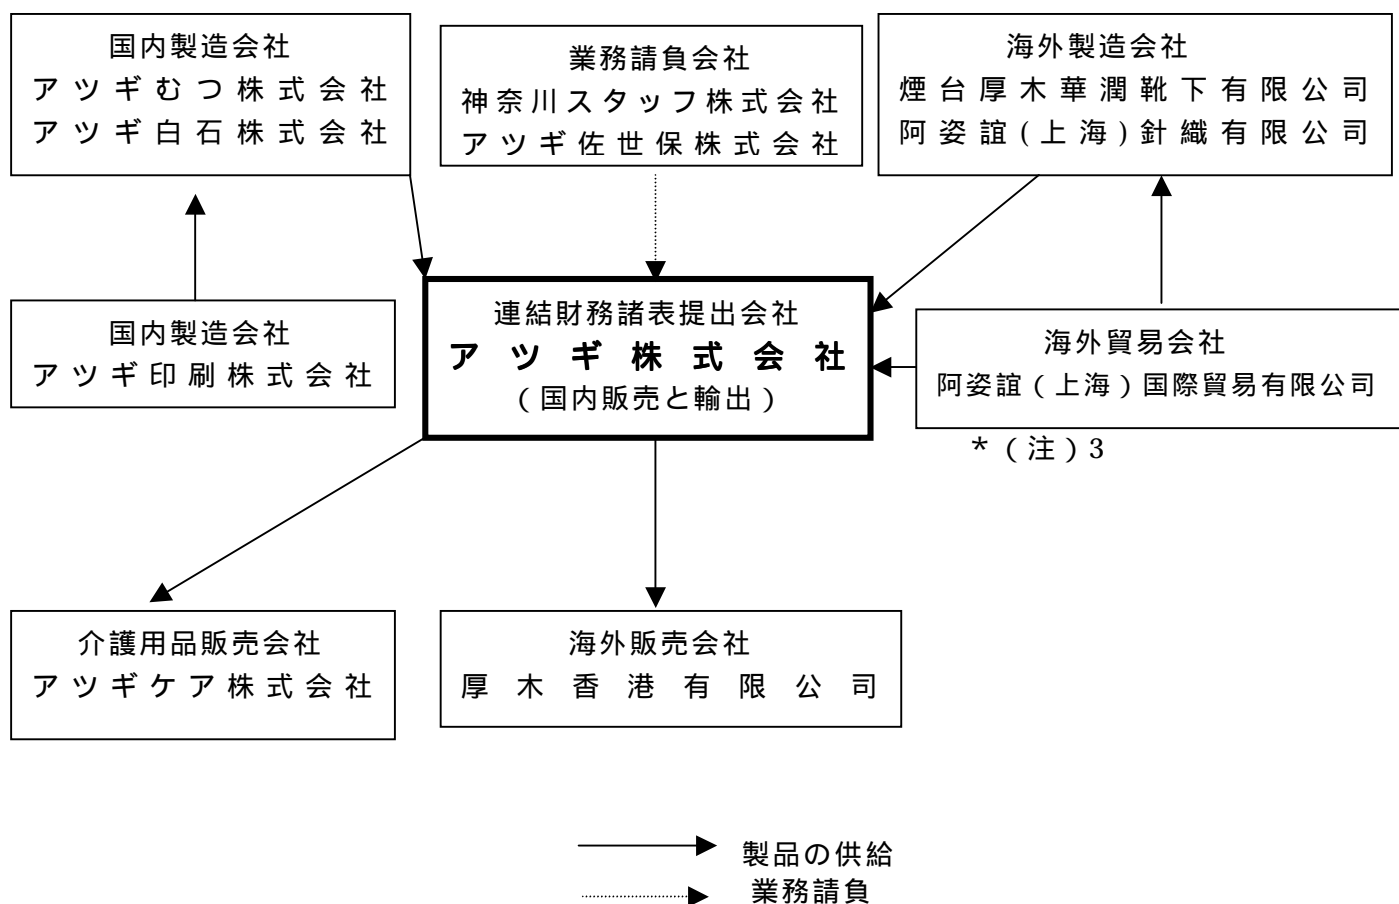 国内製造会社
アツギむつ株式会社
アツギ白石株式会社
業務請負会社
神奈川スタッフ株式会社
アツギ佐世保株式会社
海外製造会社
煙台厚木華潤靴下有限公司
阿姿誼(上海)針織有限公司
国内製造会社
アツギ印刷株式会社
連結財務諸表提出会社
アツギ株式会社
(国内販売と輸出)
海外貿易会社
阿姿誼(上海)国際貿易有限公司
*(注)3
介護用品販売会社
アツギケア株式会社
海外販売会社
厚木香港有限公司
製品の供給
業務請負